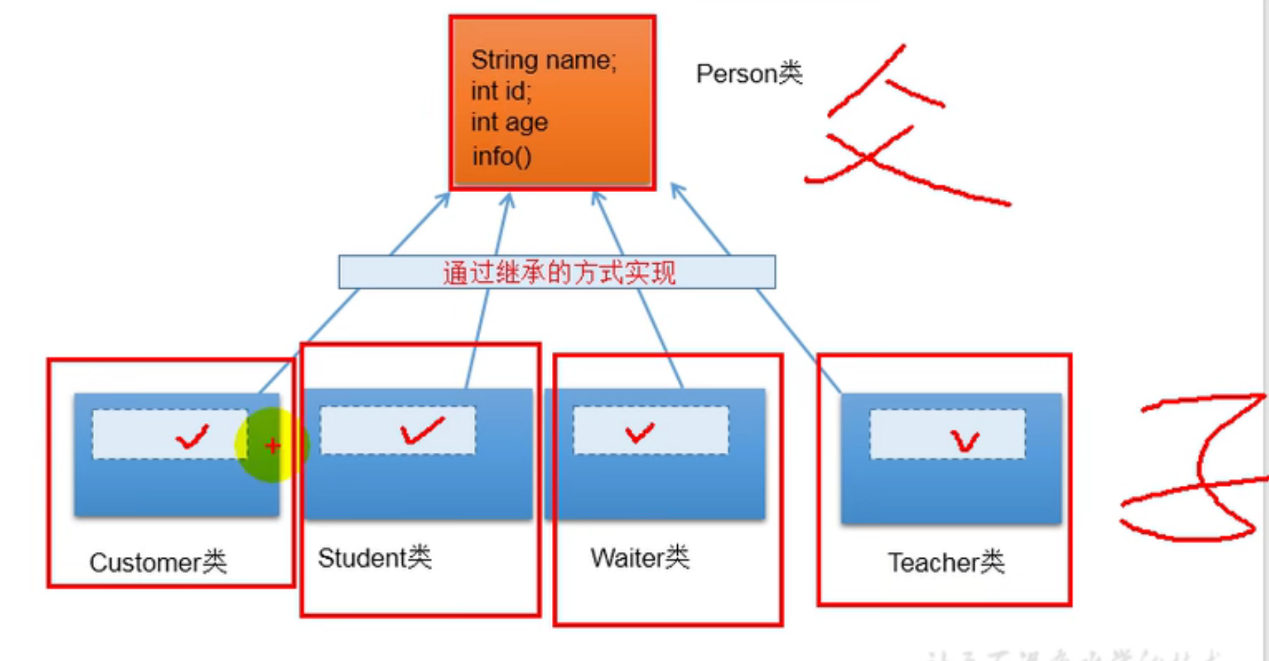 String name;
int id;
int age
info()
Person类
父
通过继承的方式实现
Customer类
Student类
Waiter类
Teacher类
子